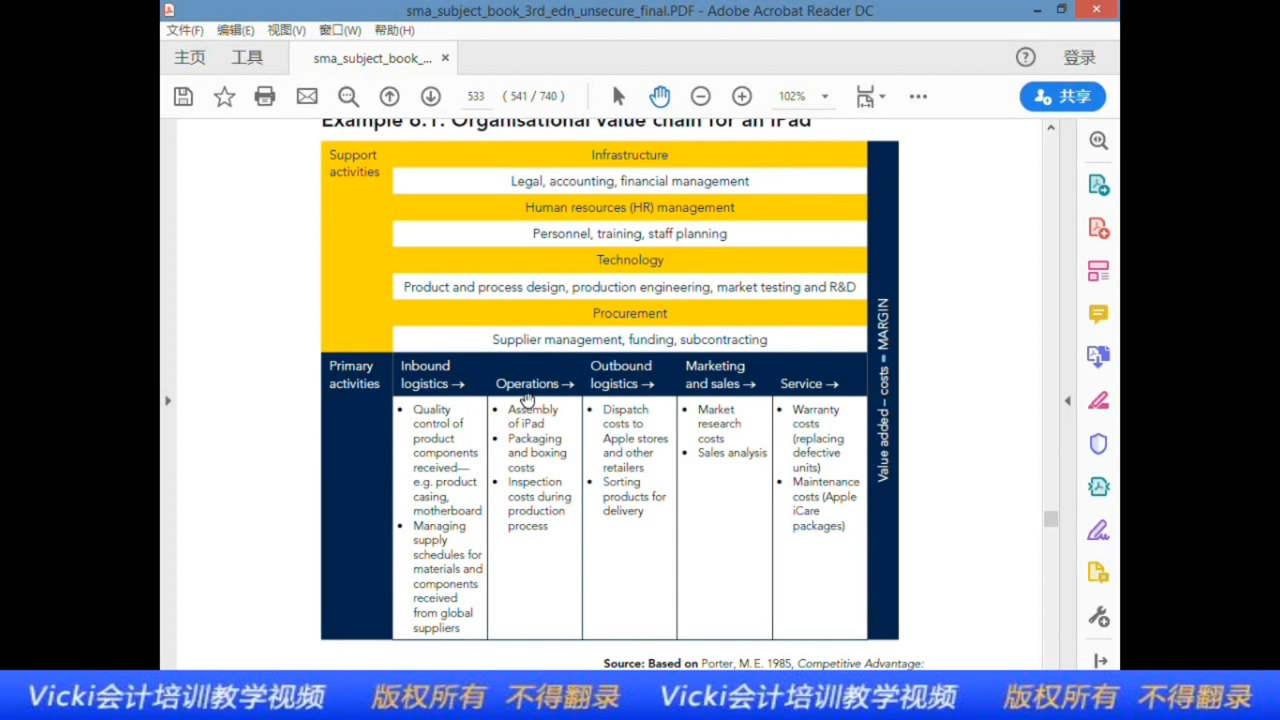 sma_subject_book_3rd_edn_unsecure_final.PDF - Adobe Acrobat Reader DC
文件(F) 编辑(E) 视图(V) 窗口(W) 帮助(H)
主页 工具 sma_subject_book_... × 登录
533 (541 / 740) 102% 共享
Example 6.1: Organisational value chain for an iPad
Support activities
Infrastructure
Legal, accounting, financial management
Human resources (HR) management
Personnel, training, staff planning
Technology
Product and process design, production engineering, market testing and R&D
Procurement
Supplier management, funding, subcontracting
Primary activities
Inbound logistics →
Operations →
Outbound logistics →
Marketing and sales →
Service →
• Quality
control of
product
components
received—
e.g. product
casing,
motherboard
• Managing
supply
schedules for
materials and
components
received
from global
suppliers
• Assembly
of iPad
• Packaging
and boxing
costs
• Inspection
costs during
production
process
• Dispatch
costs to
Apple stores
and other
retailers
• Sorting
products for
delivery
• Market
research
costs
• Sales analysis
• Warranty
costs
(replacing
defective
units)
• Maintenance
costs (Apple
iCare
packages)
Value added – costs = MARGIN
Source: Based on Porter, M.E. 1985, Competitive Advantage:
Vicki会计培训教学视频 版权所有 不得翻录 Vicki会计培训教学视频 版权所有 不得翻录